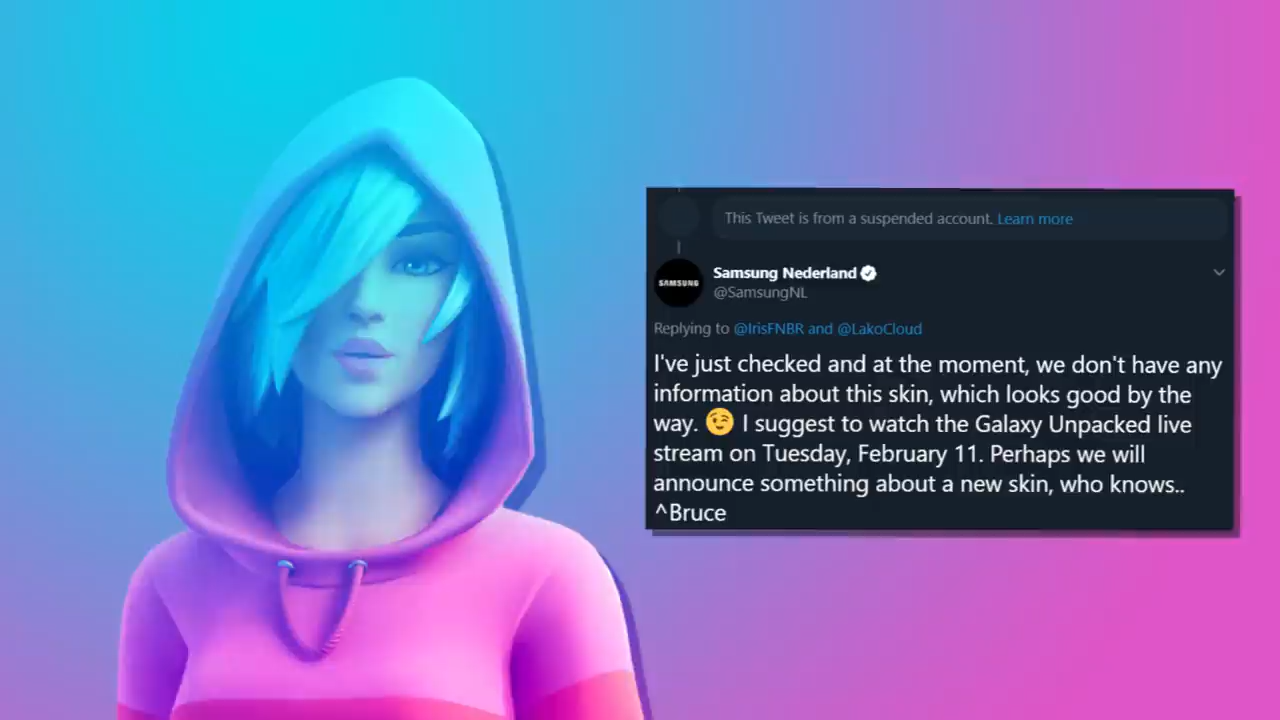 This Tweet is from a suspended account. Learn more
Samsung Nederland
SAMSUNG
@SamsungNL
Replying to @IrisFNBR and @LakoCloud
I've just checked and at the moment, we don't have any
information about this skin, which looks good by the
way. 😉 I suggest to watch the Galaxy Unpacked live
stream on Tuesday, February 11. Perhaps we will
announce something about a new skin, who knows..
^Bruce